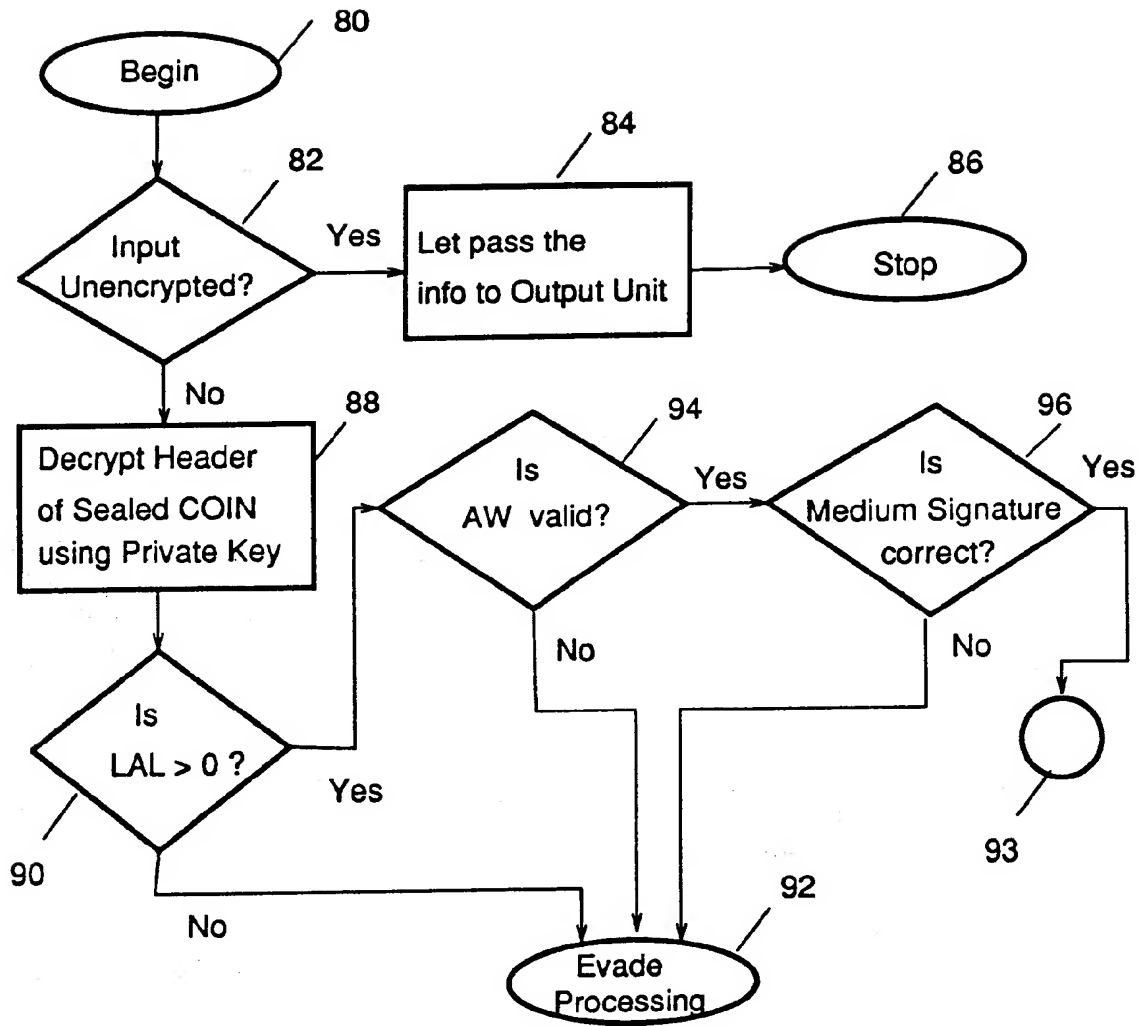 80
Begin
82
84
86
Input
Unencrypted?
Yes
Let pass the
info to Output Unit
Stop
No
88
Decrypt Header
of Sealed COIN
using Private Key
94
Is
AW valid?
Yes
96
Is
Medium Signature
correct?
Yes
No
No
Is
LAL > 0 ?
Yes
90
93
No
92
Evade
Processing